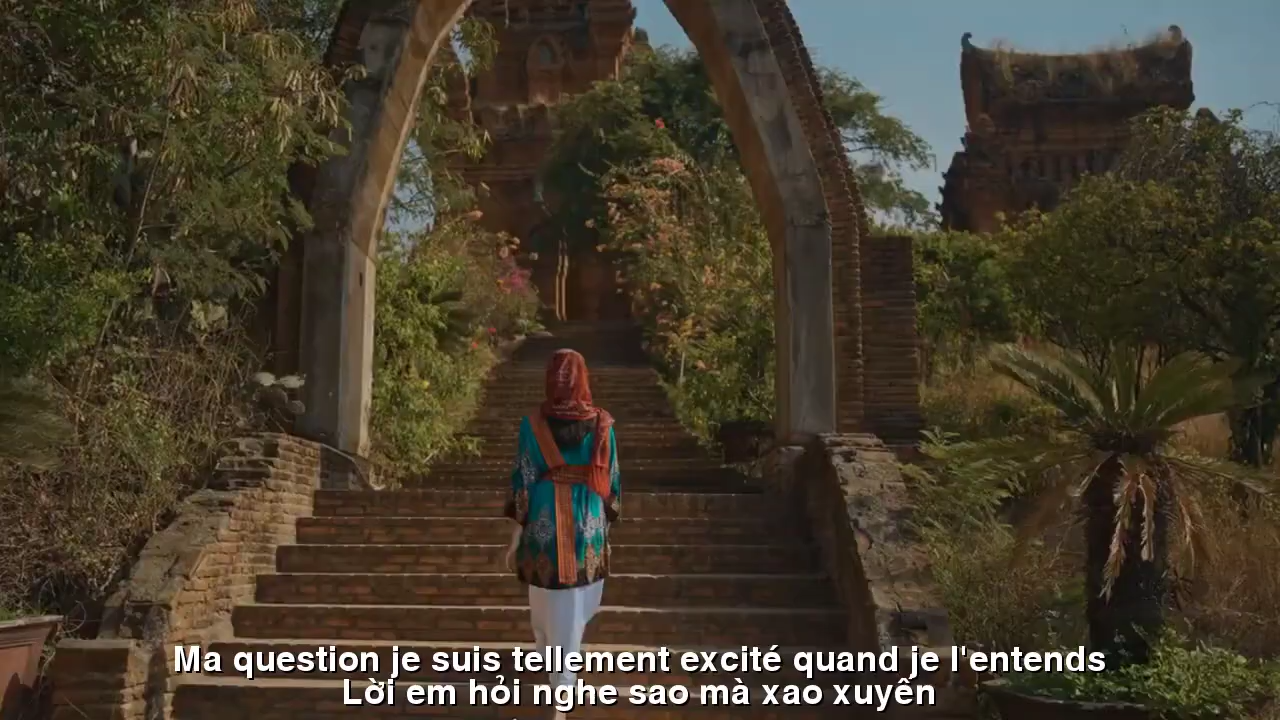 Ma question je suis tellement excité quand je l'entends
Lời em hỏi nghe sao mà xao xuyến